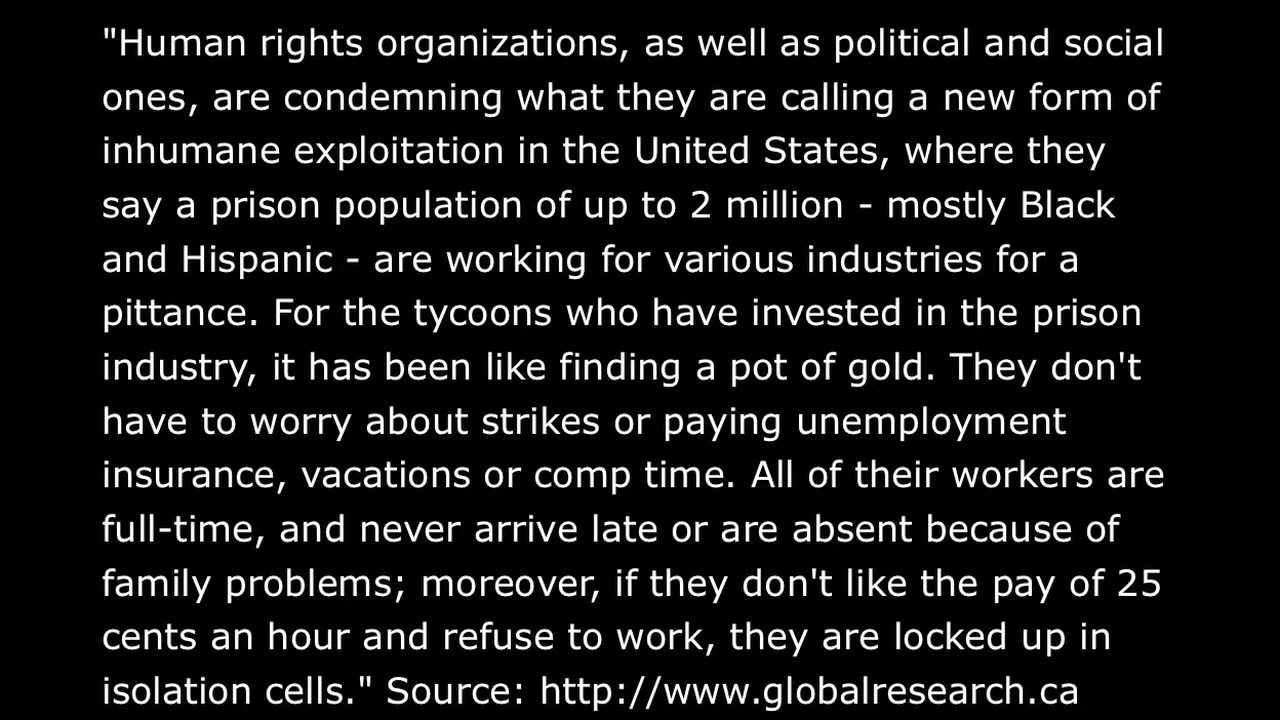 "Human rights organizations, as well as political and social
ones, are condemning what they are calling a new form of
inhumane exploitation in the United States, where they
say a prison population of up to 2 million - mostly Black
and Hispanic - are working for various industries for a
pittance. For the tycoons who have invested in the prison
industry, it has been like finding a pot of gold. They don't
have to worry about strikes or paying unemployment
insurance, vacations or comp time. All of their workers are
full-time, and never arrive late or are absent because of
family problems; moreover, if they don't like the pay of 25
cents an hour and refuse to work, they are locked up in
isolation cells." Source: http://www.globalresearch.ca